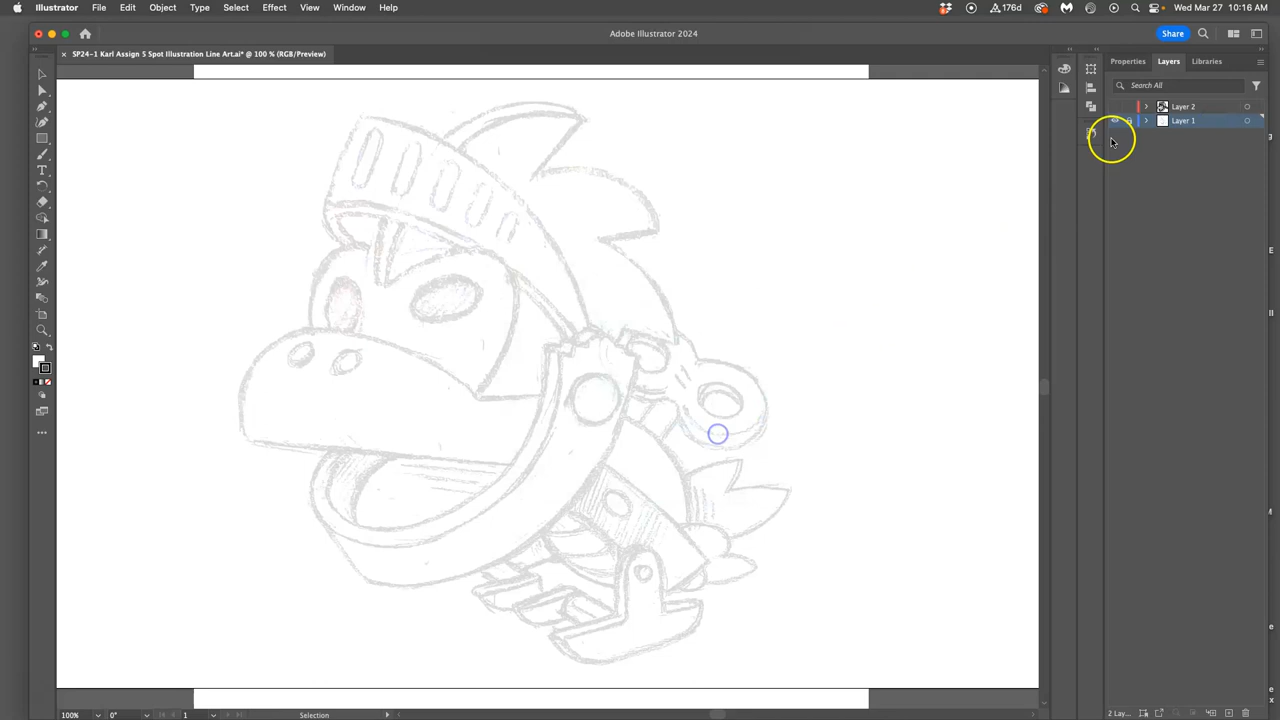 Illustrator File Edit Object Type Select Effect View Window Help 176d Wed Mar 27 10:16 AM
Adobe Illustrator 2024
Share
× SP24-1 Karl Assign 5 Spot Illustration Line Art.ai* @ 100 % (RGB/Preview)
Properties Layers Libraries
Search All
Layer 2
Layer 1
100% 0° 1 Selection
2 Lay...